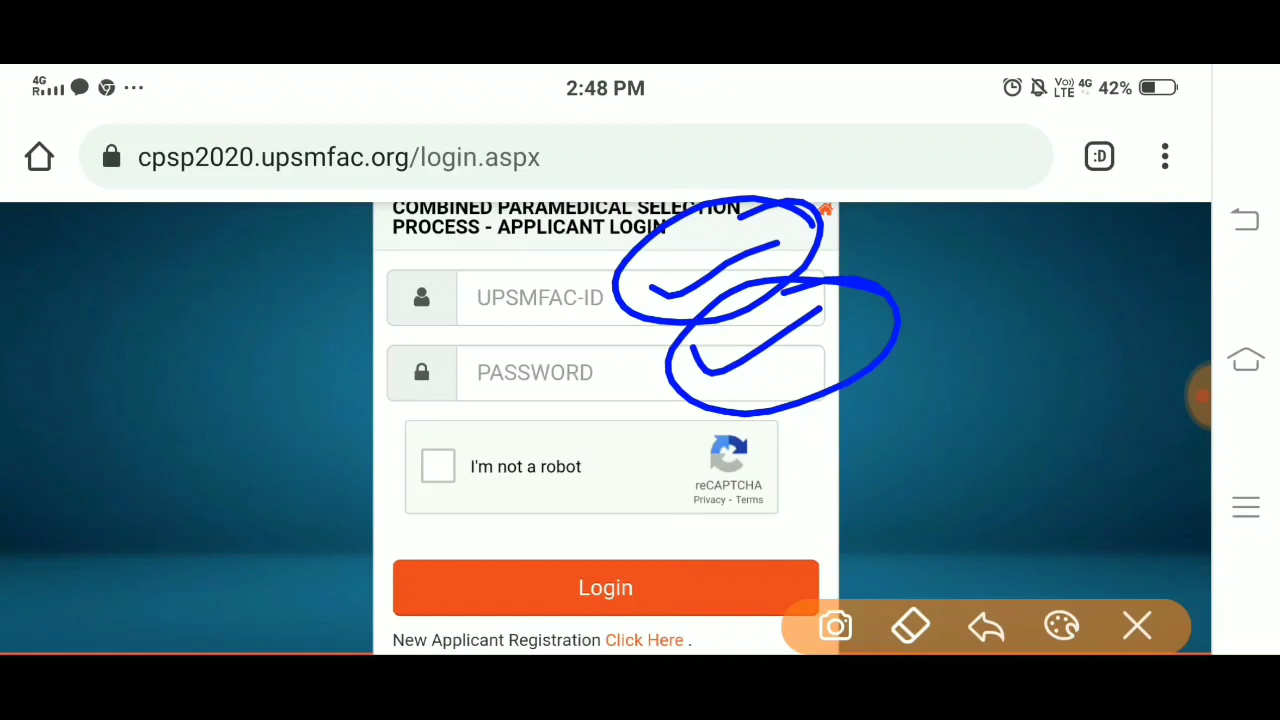 4G
R
2:48 PM
Vo))
LTE
4G
42%
cpsp2020.upsmfac.org/login.aspx
:D
COMBINED PARAMEDICAL SELECTION
PROCESS - APPLICANT LOGIN
UPSMFAC-ID
PASSWORD
I'm not a robot
reCAPTCHA
Privacy - Terms
Login
New Applicant Registration Click Here .